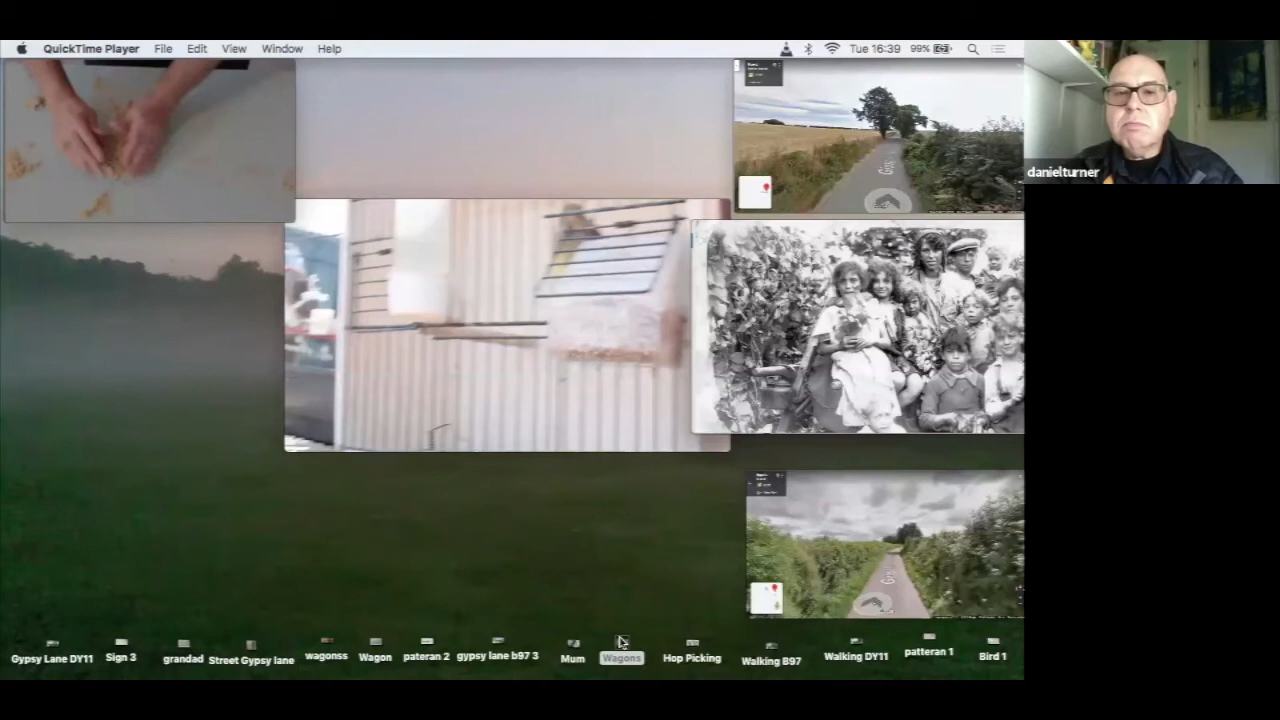 QuickTime Player File Edit View Window Help Tue 16:39 99%
danielturner
Gypsy Lane DY11 Sign 3 grandad Street Gypsy lane wagonss Wagon pateran 2 gypsy lane b97 3 Mum Wagons Hop Picking Walking B97 Walking DY11 patteran 1 Bird 1